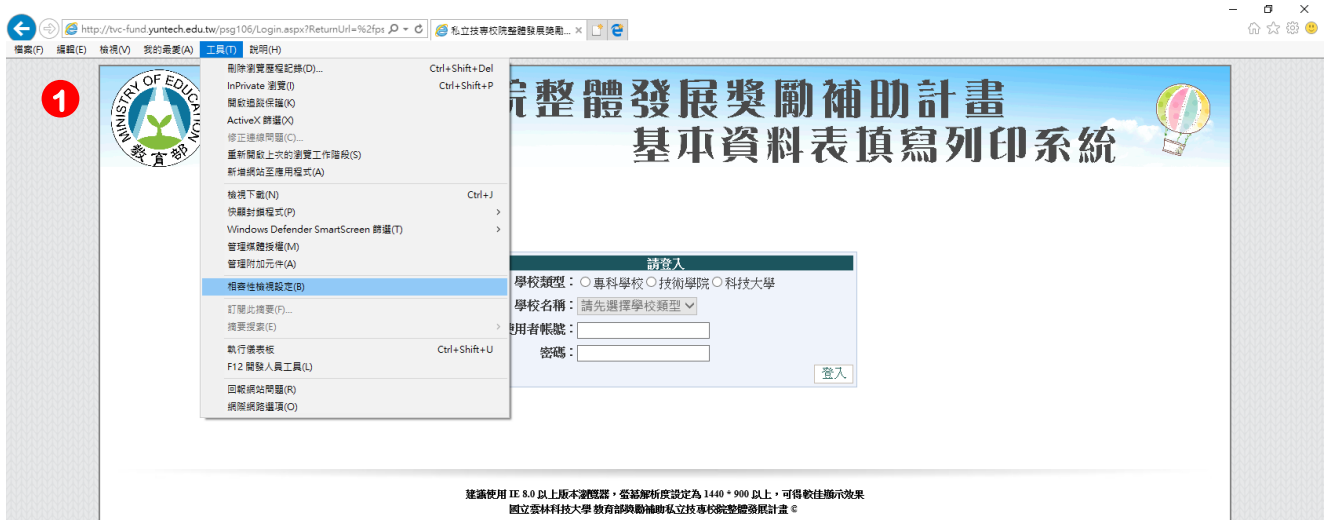 http://tvc-fund.yuntech.edu.tw/psg106/Login.aspx?ReturnUrl=%2fps
私立技專校院整體發展獎勵...
檔案(F) 編輯(E) 檢視(V) 我的最愛(A) 工具(T) 說明(H)
1
MINISTRY OF EDUCATION
教育部
院整體發展獎勵補助計畫
基本資料表填寫列印系統
刪除瀏覽歷程記錄(D)... Ctrl+Shift+Del
InPrivate 瀏覽(I) Ctrl+Shift+P
開啟追蹤保護(K)
ActiveX 篩選(X)
修正連線問題(C)...
重新開啟上次的瀏覽工作階段(S)
新增網站至應用程式(A)
檢視下載(N) Ctrl+J
快顯封鎖程式(P)
Windows Defender SmartScreen 篩選(T)
管理媒體授權(M)
管理附加元件(A)
相容性檢視設定(B)
訂閱此摘要(F)...
摘要探索(E)
執行儀表板 Ctrl+Shift+U
F12 開發人員工具(L)
回報網站問題(R)
網際網路選項(O)
請登入
學校類型：專科學校 技術學院 科技大學
學校名稱：請先選擇學校類型
使用者帳號：
密碼：
登入
建議使用 IE 8.0 以上版本瀏覽器，螢幕解析度設定為 1440 * 900 以上，可得較佳顯示效果
國立雲林科技大學 教育部獎勵補助私立技專校院整體發展計畫 ©